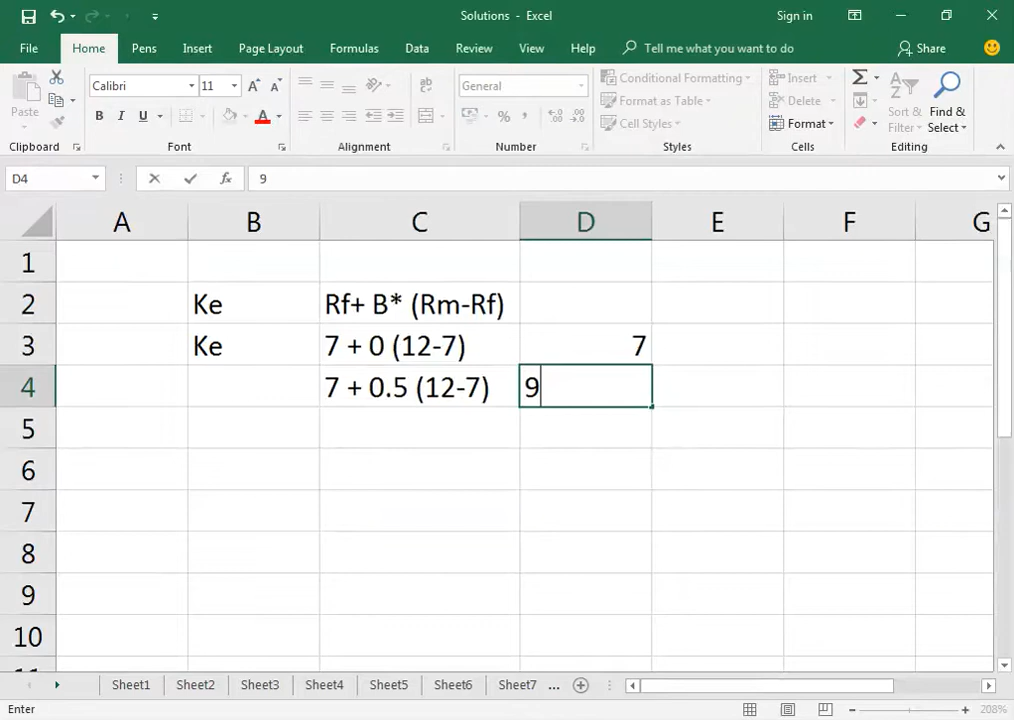 Solutions - Excel
Sign in
File Home Pens Insert Page Layout Formulas Data Review View Help Tell me what you want to do Share
Paste
Clipboard
Calibri 11
B I U
Font
Alignment
General
Number
Conditional Formatting
Format as Table
Cell Styles
Styles
Insert
Delete
Format
Cells
Sort & Filter
Find & Select
Editing
D4 fx 9
A B C D E F G
1
2 Ke Rf+ B* (Rm-Rf)
3 Ke 7 + 0 (12-7) 7
4 7 + 0.5 (12-7) 9
5
6
7
8
9
10
11
Sheet1 Sheet2 Sheet3 Sheet4 Sheet5 Sheet6 Sheet7 ...
Enter 208%